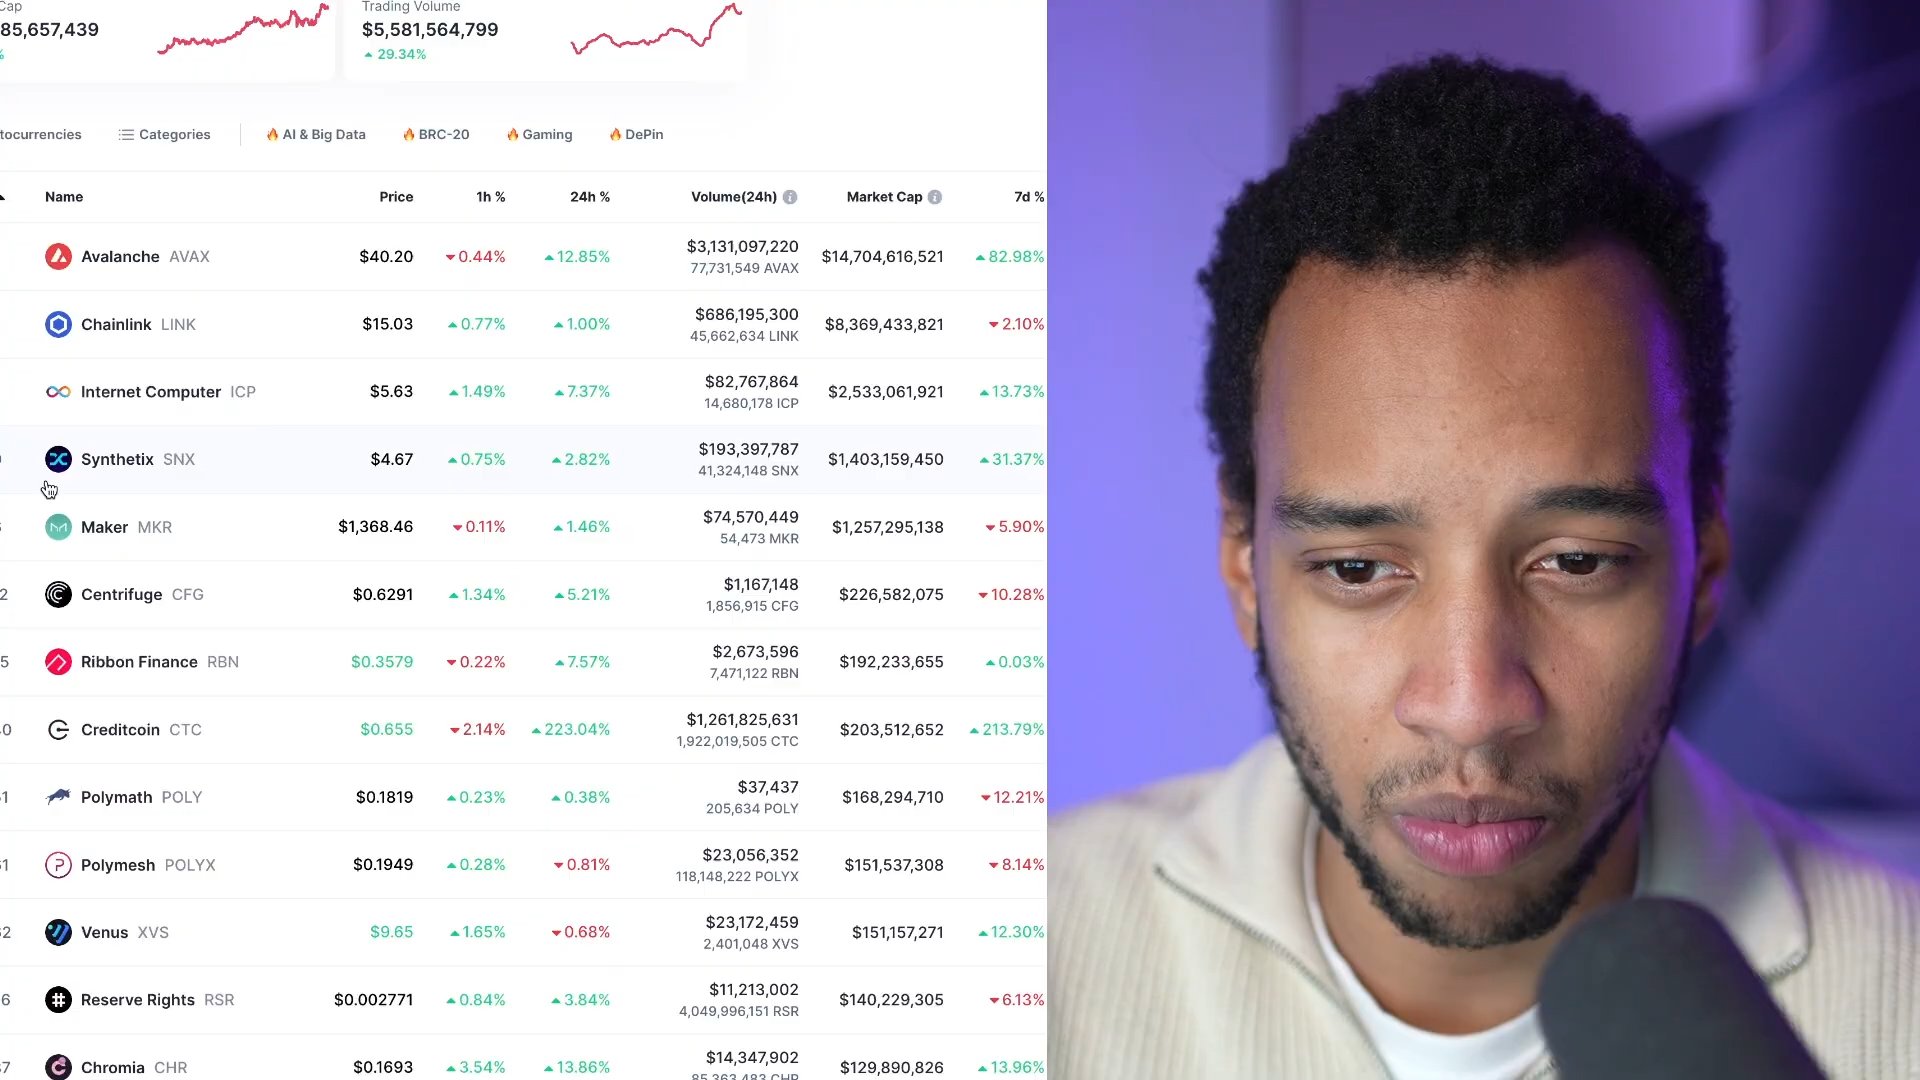 Cap
Trading Volume
85,657,439
$5,581,564,799
%
29.34%
tocurrencies Categories AI & Big Data BRC-20 Gaming DePin
Name Price 1h % 24h % Volume(24h) Market Cap 7d %
Avalanche AVAX $40.20 0.44% 12.85% $3,131,097,220 $14,704,616,521 82.98%
77,731,549 AVAX
Chainlink LINK $15.03 0.77% 1.00% $686,195,300 $8,369,433,821 2.10%
45,662,634 LINK
Internet Computer ICP $5.63 1.49% 7.37% $82,767,864 $2,533,061,921 13.73%
14,680,178 ICP
Synthetix SNX $4.67 0.75% 2.82% $193,397,787 $1,403,159,450 31.37%
41,324,148 SNX
Maker MKR $1,368.46 0.11% 1.46% $74,570,449 $1,257,295,138 5.90%
54,473 MKR
2 Centrifuge CFG $0.6291 1.34% 5.21% $1,167,148 $226,582,075 10.28%
1,856,915 CFG
5 Ribbon Finance RBN $0.3579 0.22% 7.57% $2,673,596 $192,233,655 0.03%
7,471,122 RBN
0 Creditcoin CTC $0.655 2.14% 223.04% $1,261,825,631 $203,512,652 213.79%
1,922,019,505 CTC
1 Polymath POLY $0.1819 0.23% 0.38% $37,437 $168,294,710 12.21%
205,634 POLY
1 Polymesh POLYX $0.1949 0.28% 0.81% $23,056,352 $151,537,308 8.14%
118,148,222 POLYX
2 Venus XVS $9.65 1.65% 0.68% $23,172,459 $151,157,271 12.30%
2,401,048 XVS
6 Reserve Rights RSR $0.002771 0.84% 3.84% $11,213,002 $140,229,305 6.13%
4,049,996,151 RSR
7 Chromia CHR $0.1693 3.54% 13.86% $14,347,902 $129,890,826 13.96%
85,363,483 CHR